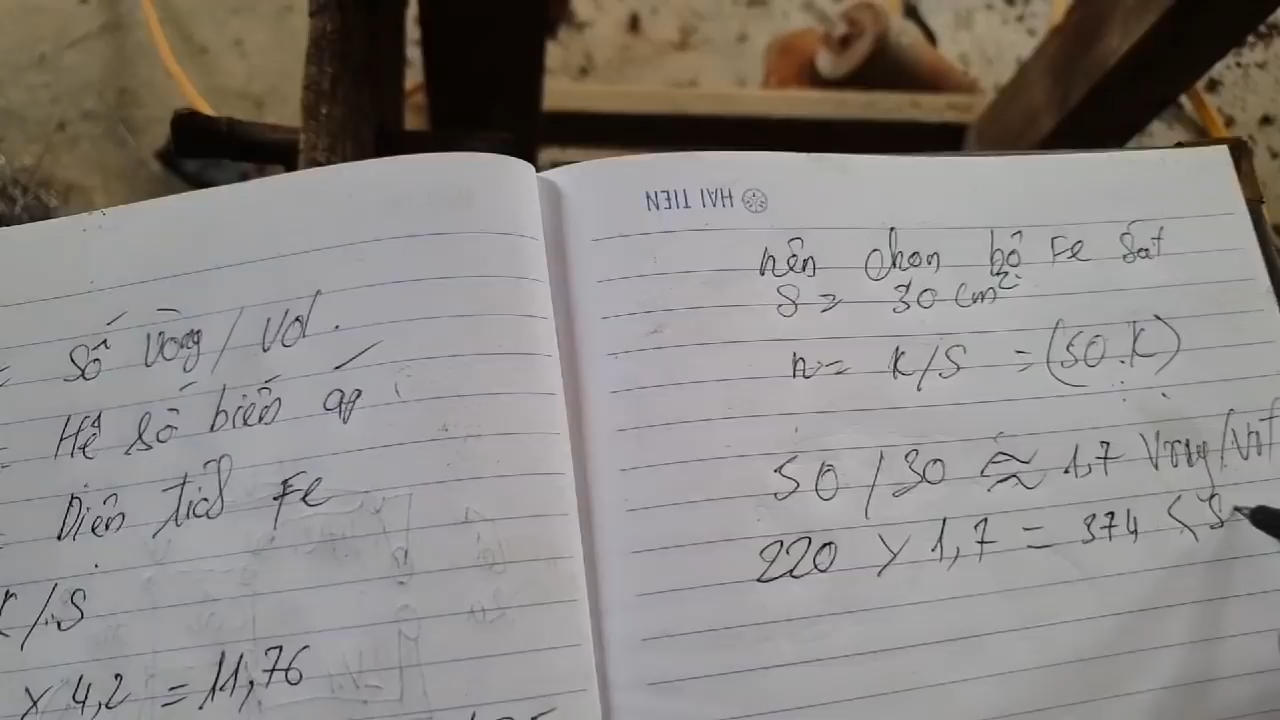 Số Vòng / Vol.
Hệ số biến áp
Diện tích Fe
K/S
x 4,2 = 11,76
HAI TIEN
nên chọn bộ Fe Sắt
S = 30 cm²
n = K/S = (50.K)
50 / 30 ≈ 1,7 Vòng/Vol
220 x 1,7 = 374 (S